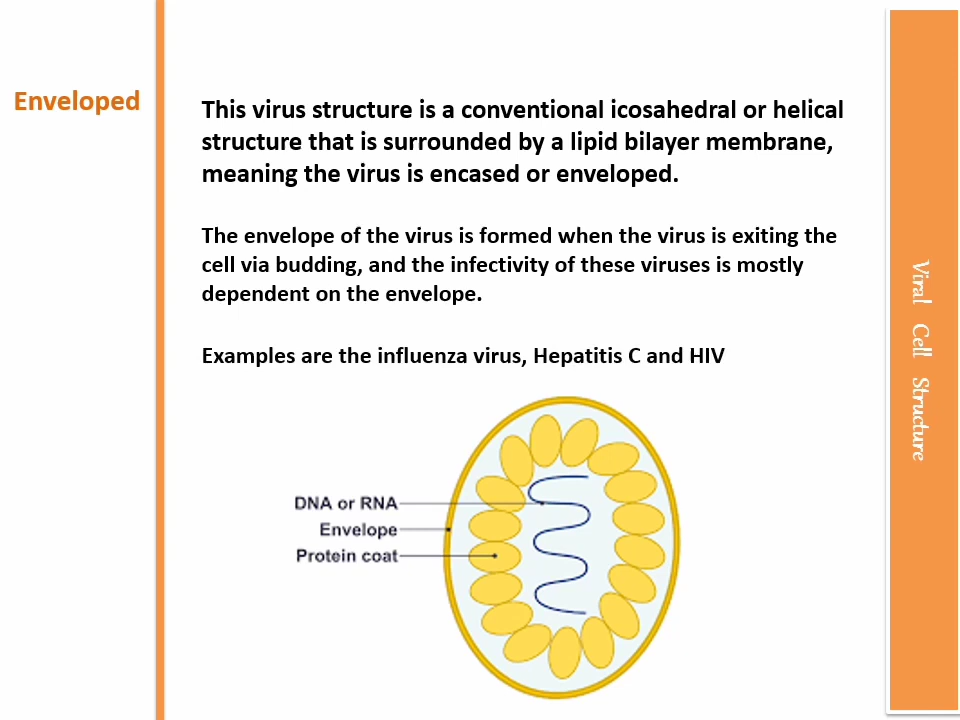 Enveloped
This virus structure is a conventional icosahedral or helical
structure that is surrounded by a lipid bilayer membrane,
meaning the virus is encased or enveloped.
The envelope of the virus is formed when the virus is exiting the
cell via budding, and the infectivity of these viruses is mostly
dependent on the envelope.
Examples are the influenza virus, Hepatitis C and HIV
DNA or RNA
Envelope
Protein coat
Viral Cell Structure